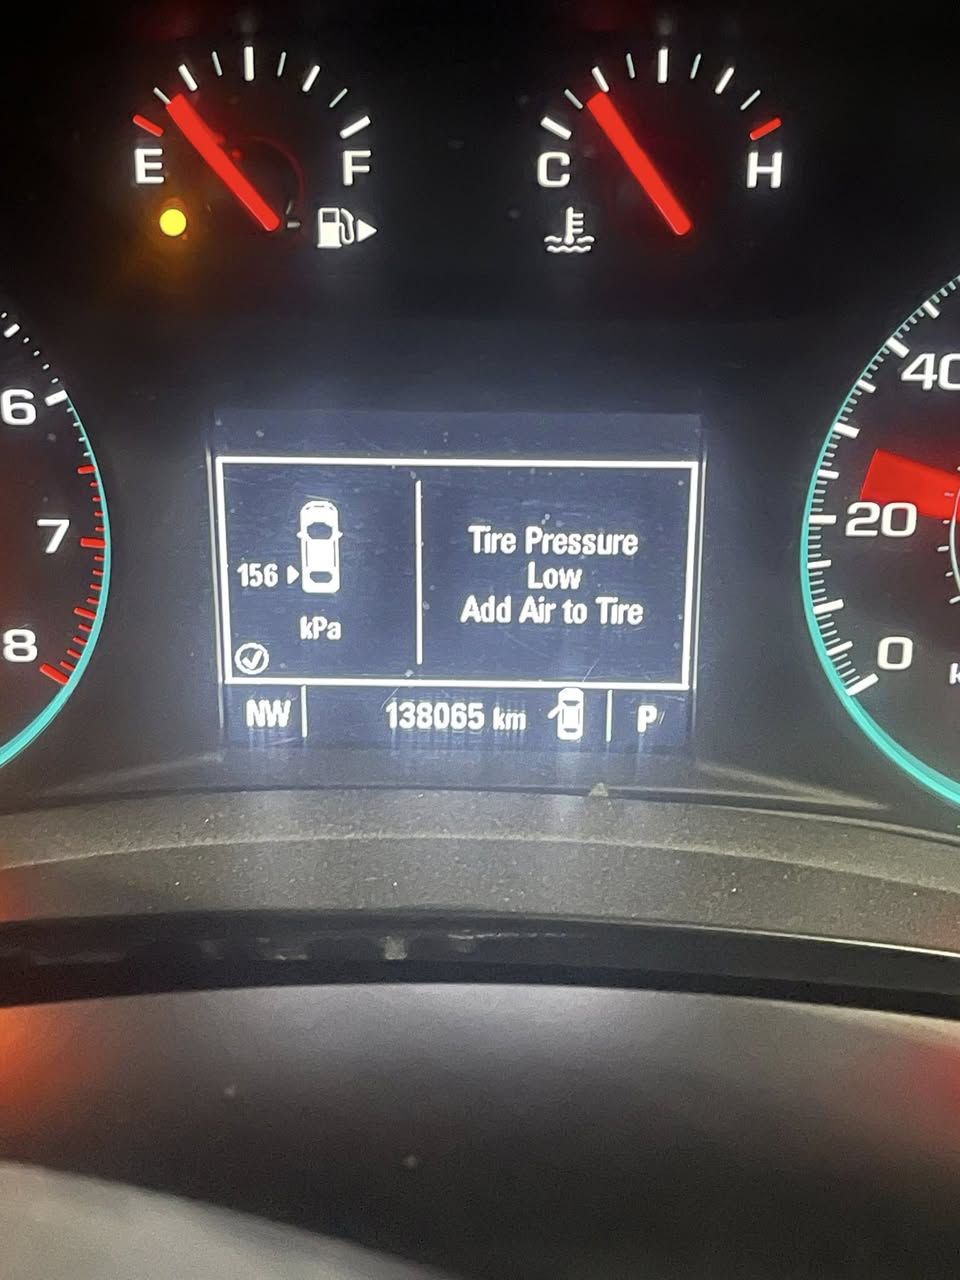 E F
C H
6
7
8
40
20
0
156
kPa
Tire Pressure
Low
Add Air to Tire
NW 138065 km P